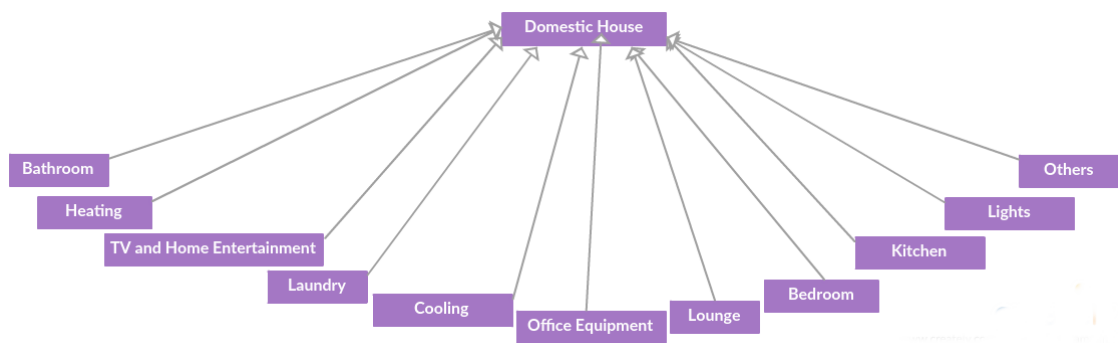 Domestic House
Bathroom
Others
Heating
Lights
TV and Home Entertainment
Kitchen
Laundry
Bedroom
Cooling
Lounge
Office Equipment